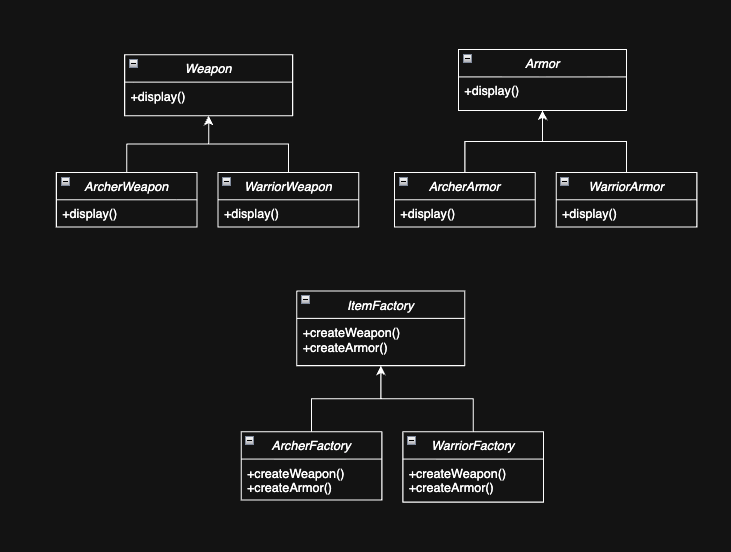 Weapon
+display()
Armor
+display()
ArcherWeapon
+display()
WarriorWeapon
+display()
ArcherArmor
+display()
WarriorArmor
+display()
ItemFactory
+createWeapon()
+createArmor()
ArcherFactory
+createWeapon()
+createArmor()
WarriorFactory
+createWeapon()
+createArmor()